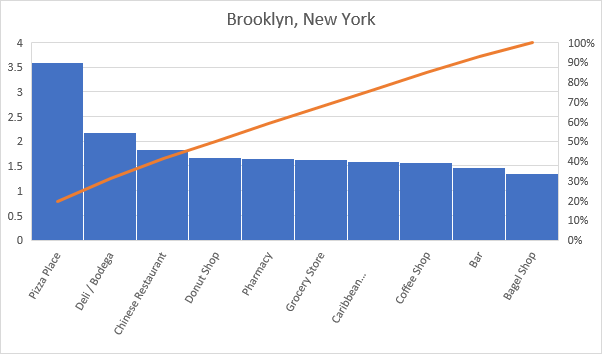 Brooklyn, New York
4
3.5
3
2.5
2
1.5
1
0.5
0
100%
90%
80%
70%
60%
50%
40%
30%
20%
10%
0%
Pizza Place
Deli / Bodega
Chinese Restaurant
Donut Shop
Pharmacy
Grocery Store
Caribbean...
Coffee Shop
Bar
Bagel Shop